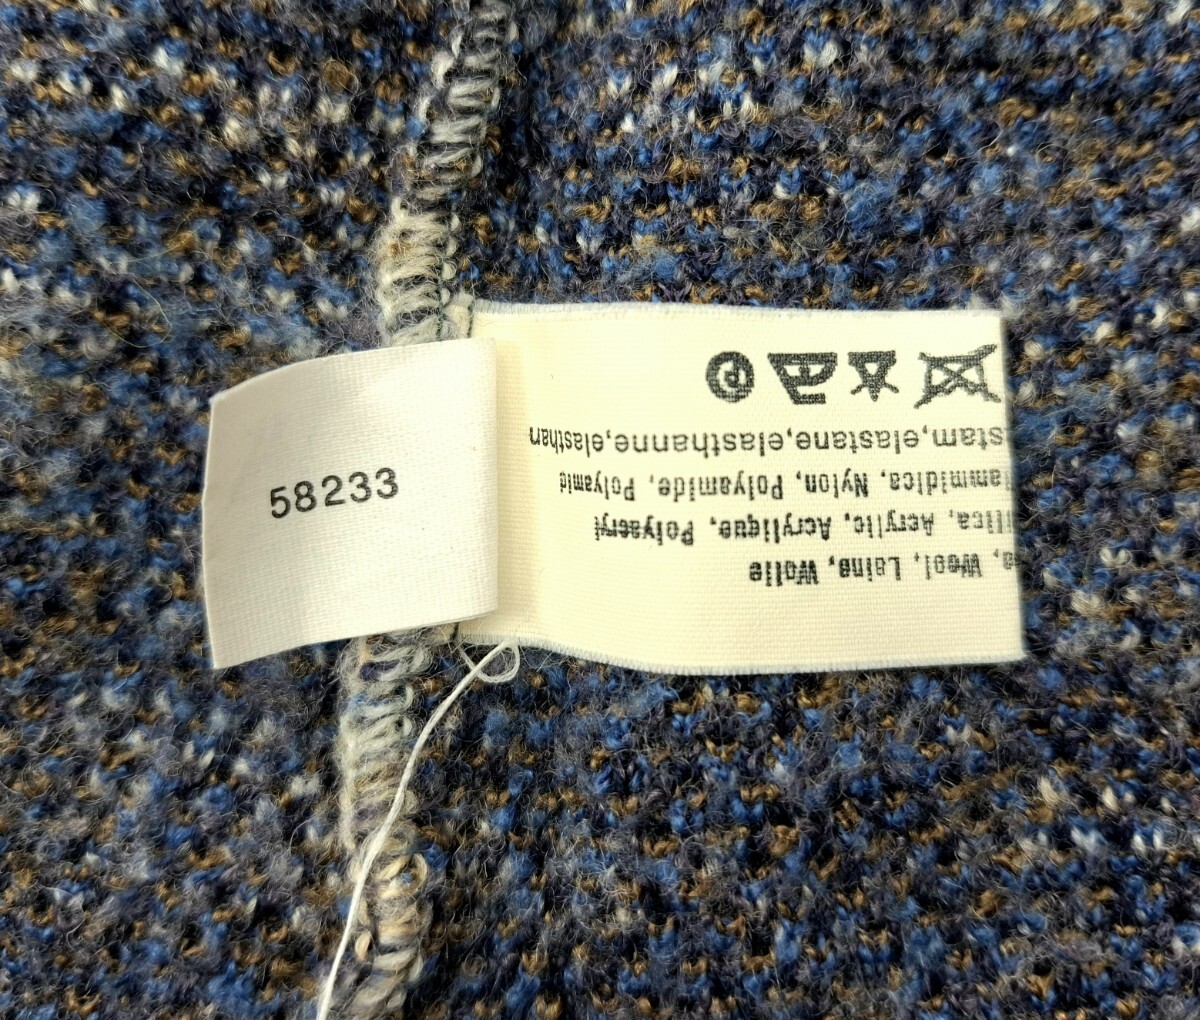 58233
Wool, Laine, Wolle
Acrylic, Acrylique, Polyacryl
Nylon, Polyamide, Polyamid
elastane,elasthanne,elasthan